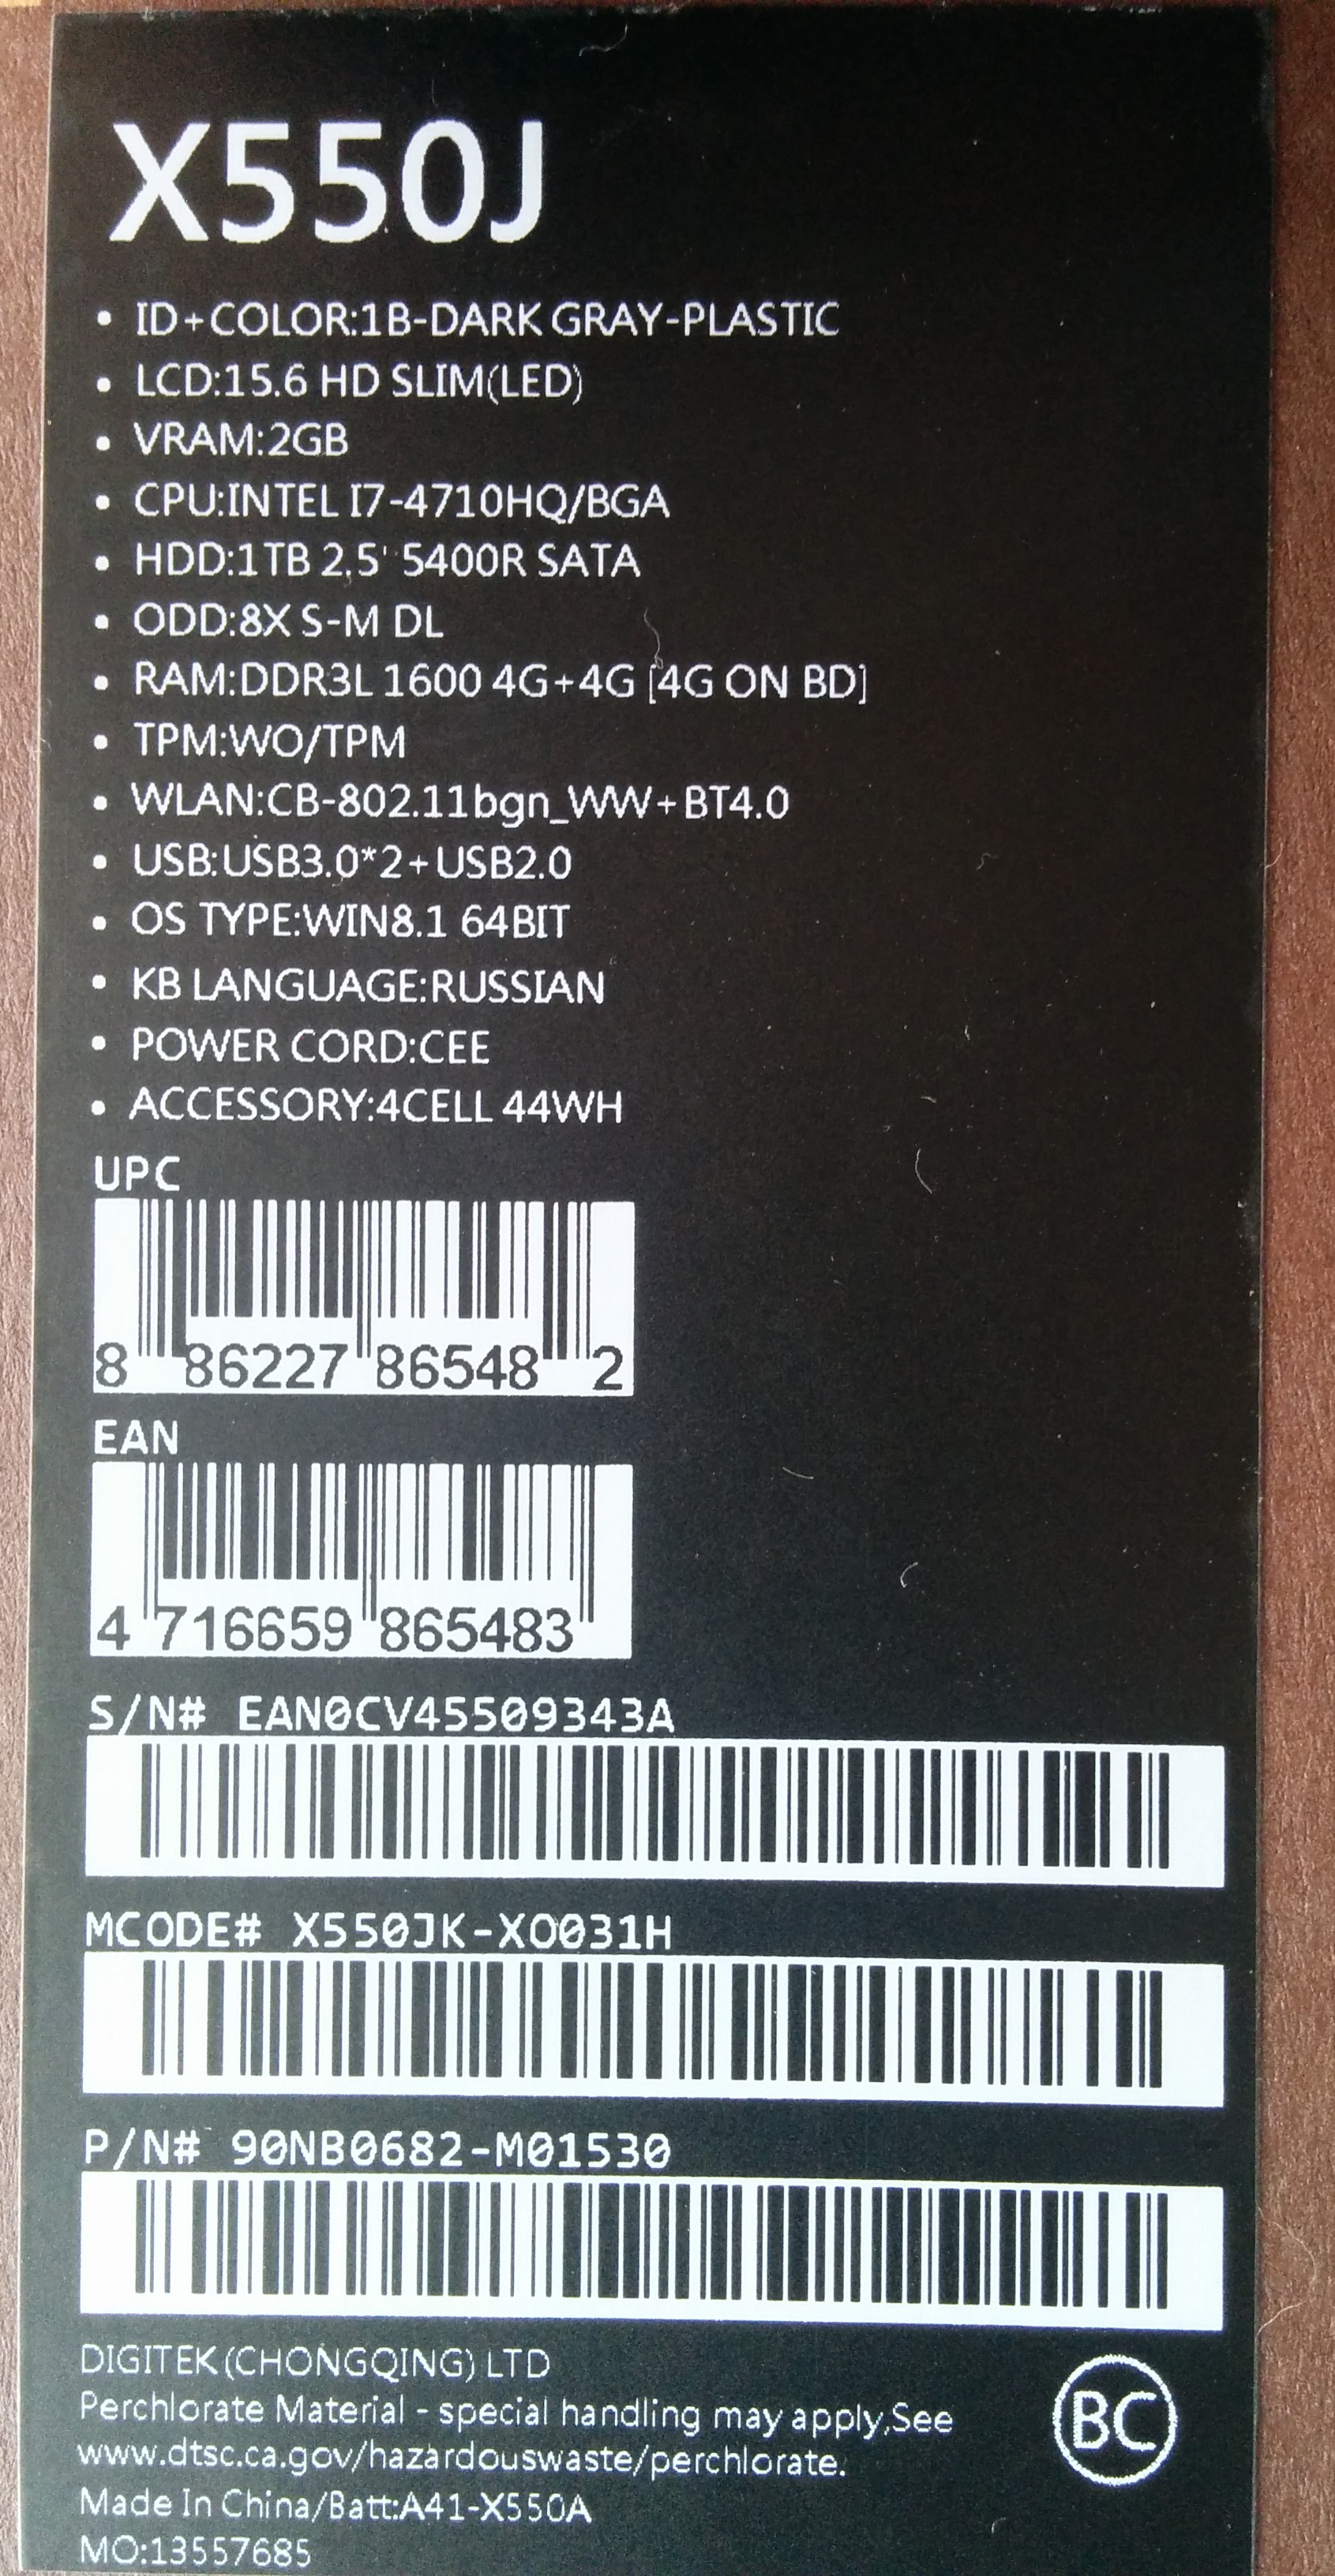 X550J
• ID+COLOR:1B-DARK GRAY-PLASTIC
• LCD:15.6 HD SLIM(LED)
• VRAM:2GB
• CPU:INTEL I7-4710HQ/BGA
• HDD:1TB 2.5' 5400R SATA
• ODD:8X S-M DL
• RAM:DDR3L 1600 4G+4G [4G ON BD]
• TPM:WO/TPM
• WLAN:CB-802.11bgn_WW+BT4.0
• USB:USB3.0*2+USB2.0
• OS TYPE:WIN8.1 64BIT
• KB LANGUAGE:RUSSIAN
• POWER CORD:CEE
• ACCESSORY:4CELL 44WH
UPC
8 86227 86548 2
EAN
4 716659 865483
S/N# EAN0CV45509343A
MCODE# X550JK-XO031H
P/N# 90NB0682-M01530
DIGITEK(CHONGQING) LTD
Perchlorate Material - special handling may apply,See
www.dtsc.ca.gov/hazardouswaste/perchlorate.
Made In China/Batt:A41-X550A
MO:13557685
BC